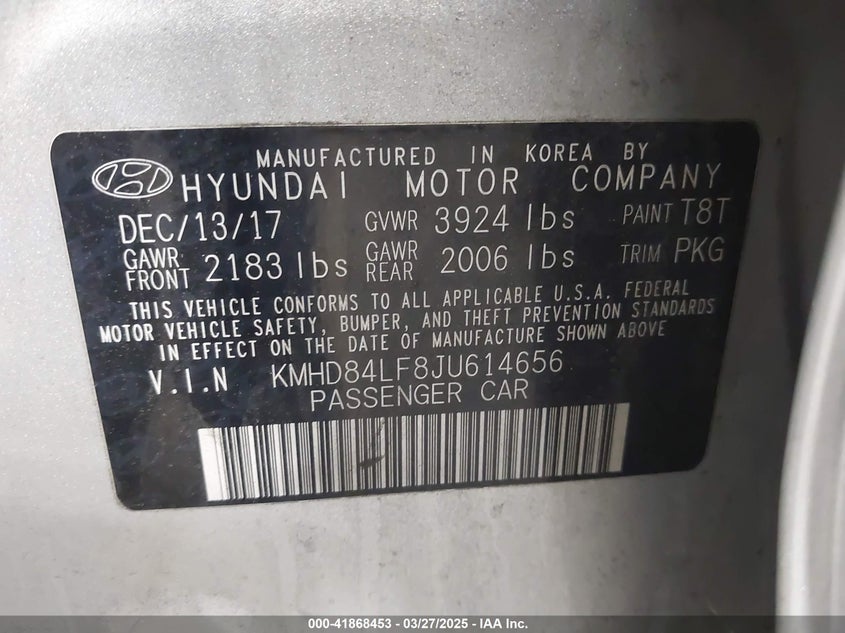 MANUFACTURED IN KOREA BY
HYUNDAI MOTOR COMPANY
DEC/13/17 GVWR 3924 lbs PAINT T8T
GAWR FRONT 2183 lbs GAWR REAR 2006 lbs TRIM PKG
THIS VEHICLE CONFORMS TO ALL APPLICABLE U.S.A. FEDERAL
MOTOR VEHICLE SAFETY, BUMPER, AND THEFT PREVENTION STANDARDS
IN EFFECT ON THE DATE OF MANUFACTURE SHOWN ABOVE
V.I.N KMHD84LF8JU614656
PASSENGER CAR
000-41868453 - 03/27/2025 - IAA Inc.